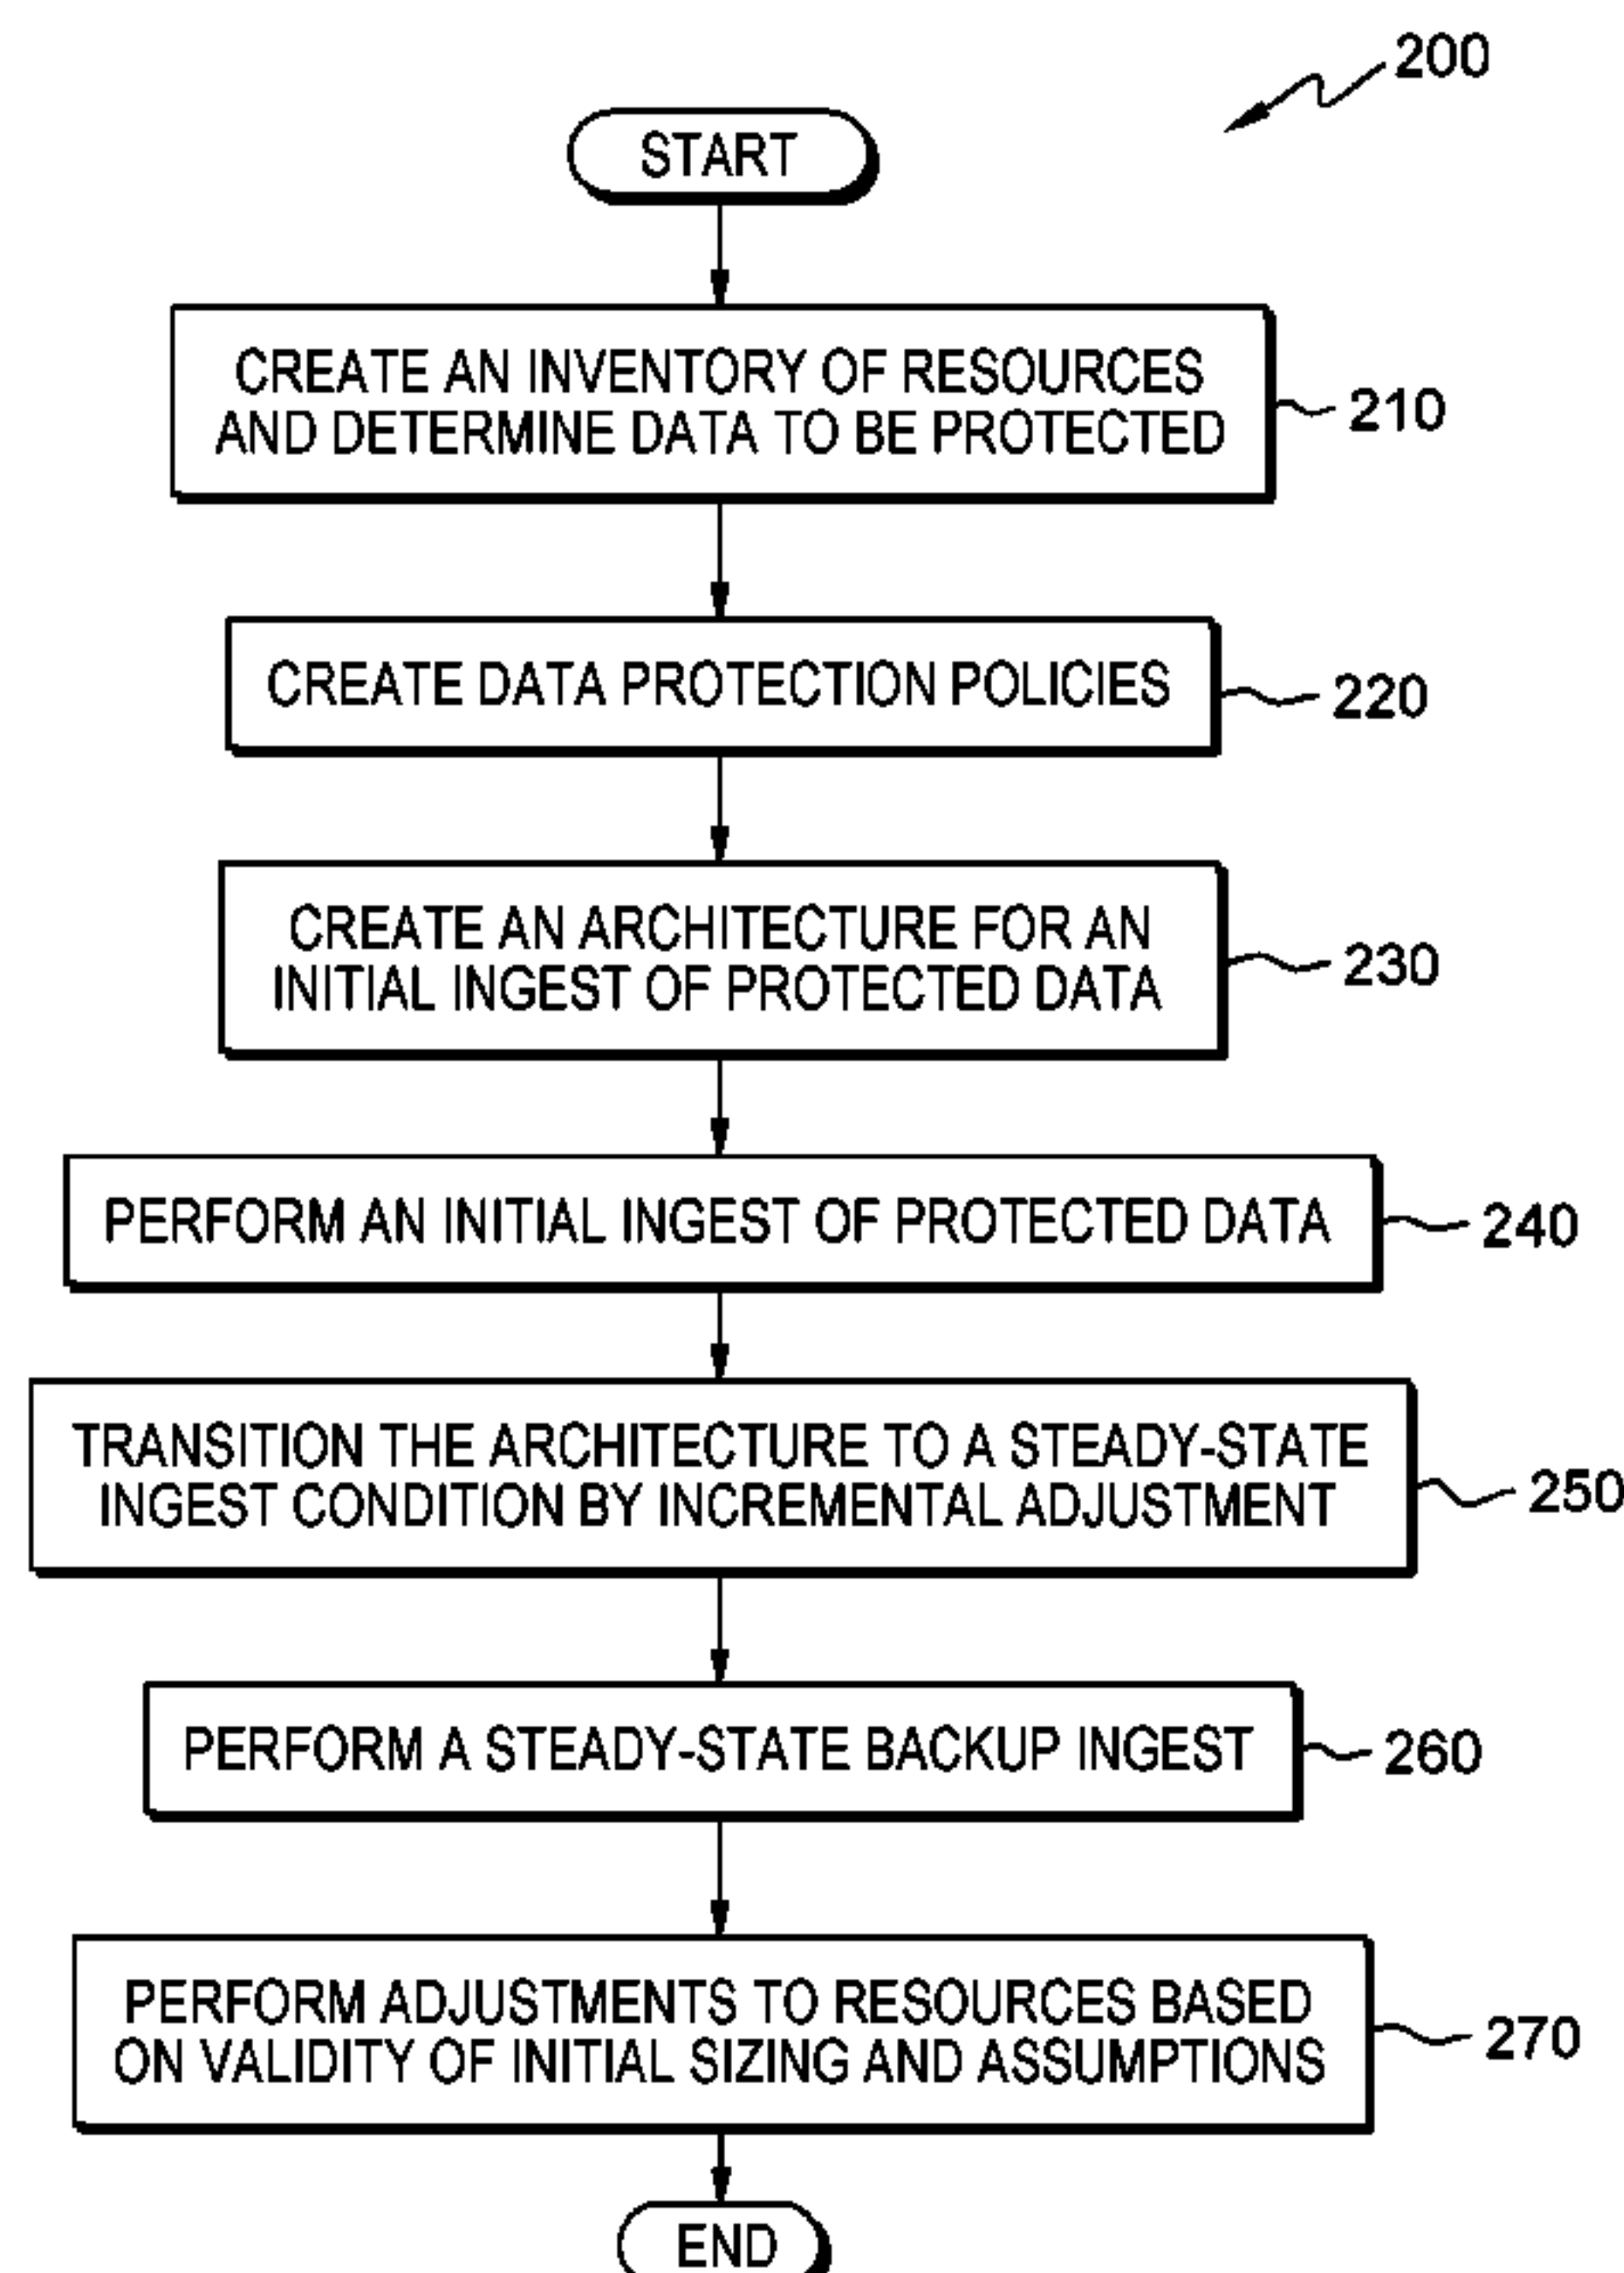 200
START
CREATE AN INVENTORY OF RESOURCES
AND DETERMINE DATA TO BE PROTECTED
210
CREATE DATA PROTECTION POLICIES
220
CREATE AN ARCHITECTURE FOR AN
INITIAL INGEST OF PROTECTED DATA
230
PERFORM AN INITIAL INGEST OF PROTECTED DATA
240
TRANSITION THE ARCHITECTURE TO A STEADY-STATE
INGEST CONDITION BY INCREMENTAL ADJUSTMENT
250
PERFORM A STEADY-STATE BACKUP INGEST
260
PERFORM ADJUSTMENTS TO RESOURCES BASED
ON VALIDITY OF INITIAL SIZING AND ASSUMPTIONS
270
END